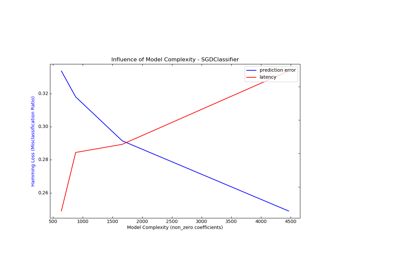 Influence of Model Complexity - SGDClassifier
prediction error
latency
Hamming Loss (Misclassification Ratio)
0.32
0.30
0.28
0.26
500
1000
1500
2000
2500
3000
3500
4000
4500
Model Complexity (non_zero coefficients)